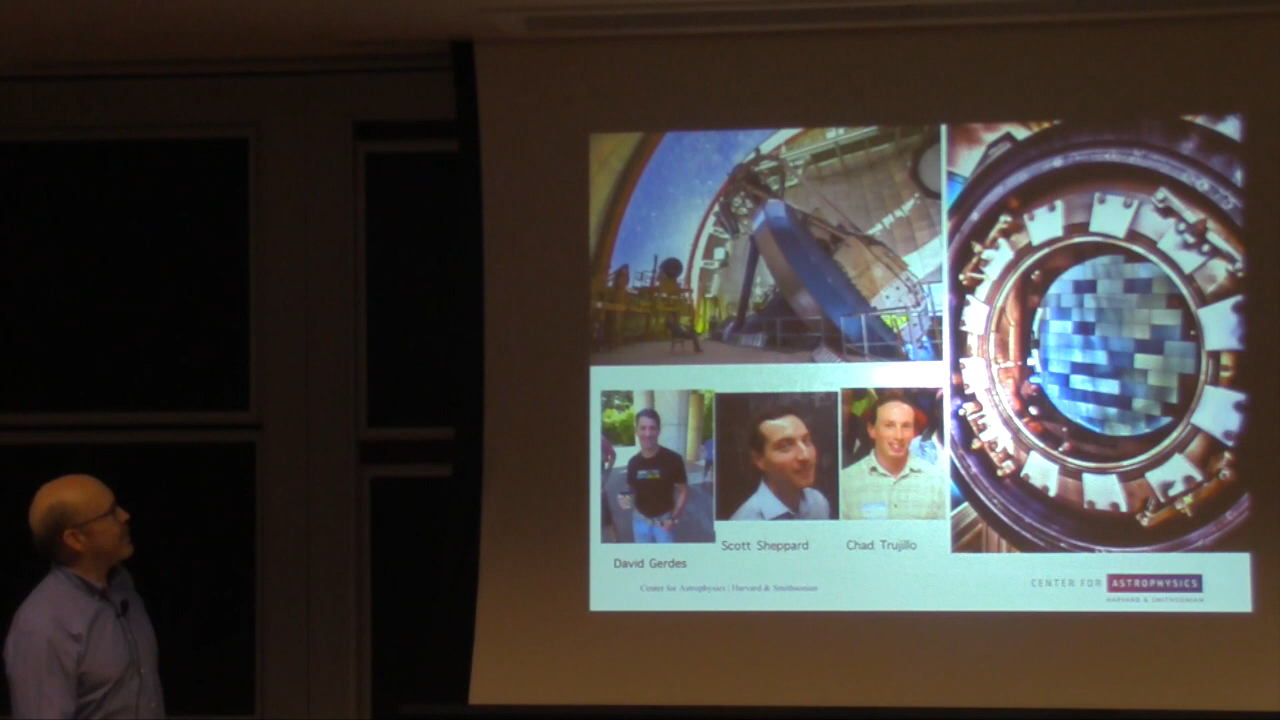 Scott Sheppard
Chad Trujillo
David Gerdes
Center for Astrophysics | Harvard & Smithsonian
CENTER FOR ASTROPHYSICS
HARVARD & SMITHSONIAN